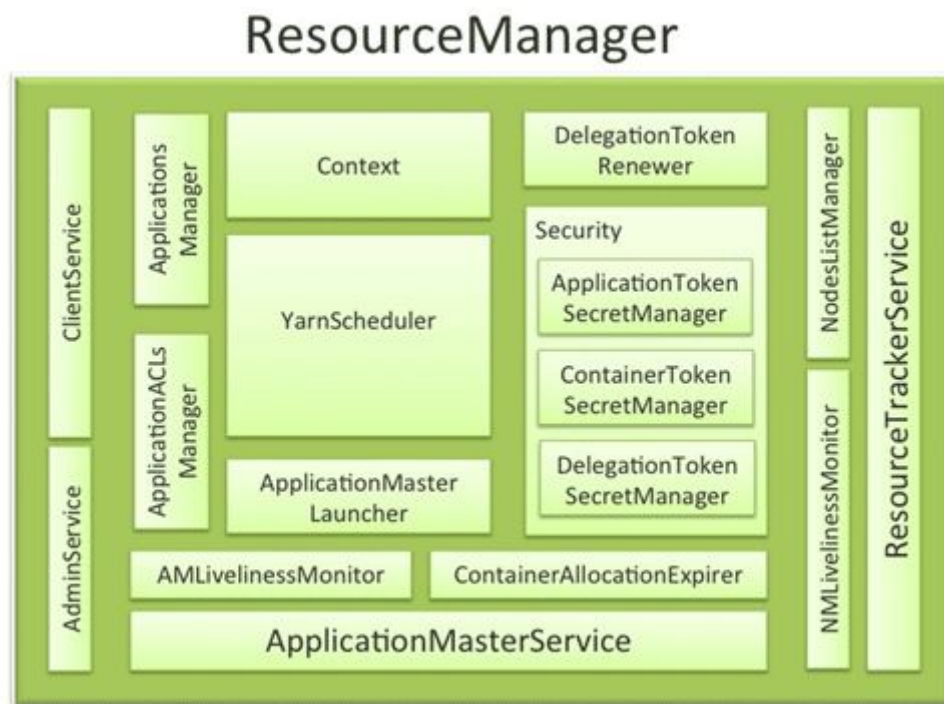 ResourceManager
ClientService
AdminService
Applications
Manager
ApplicationACLs
Manager
Context
YarnScheduler
ApplicationMaster
Launcher
DelegationToken
Renewer
Security
ApplicationToken
SecretManager
ContainerToken
SecretManager
DelegationToken
SecretManager
AMLivelinessMonitor
ContainerAllocationExpirer
ApplicationMasterService
NodesListManager
NMLivelinessMonitor
ResourceTrackerService